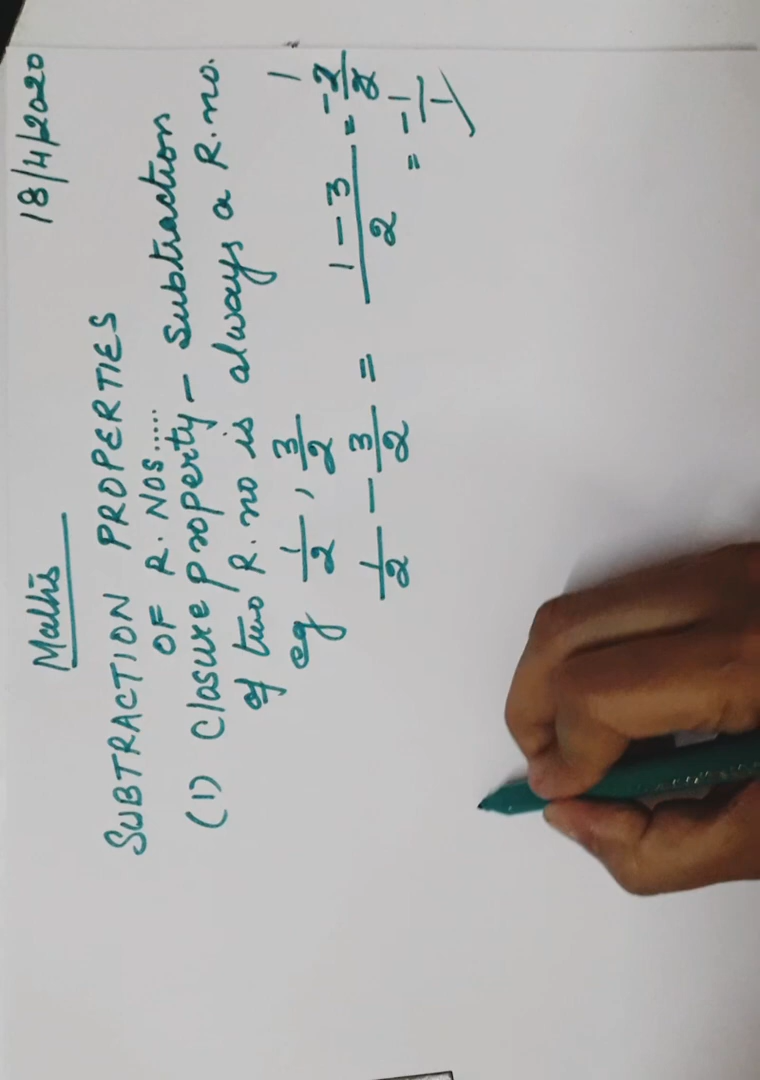 18/4/2020
Maths
SUBTRACTION PROPERTIES
OF R. NOS.....
(1) Closure property - subtraction
of two R. no is always a R. no.
eg 1/2 , 3/2 1
1/2 - 3/2 = 1-3/2 = -2/2
= -1/1